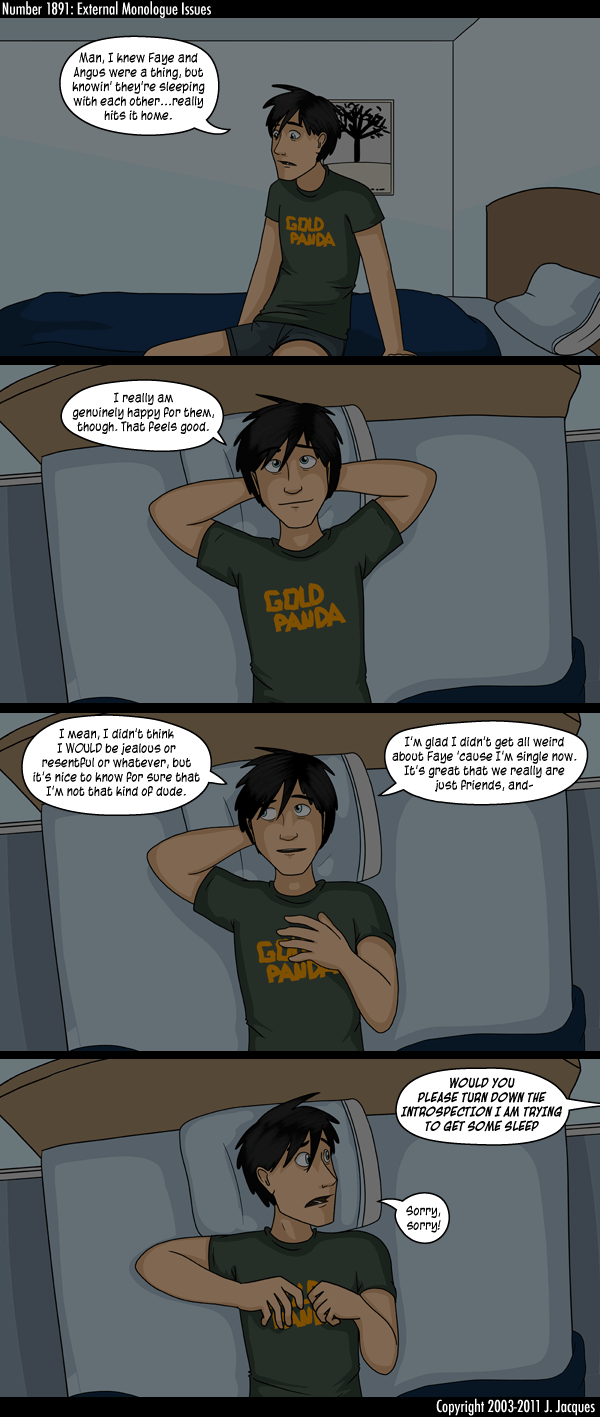 Number 1891: External Monologue Issues
Man, I knew Faye and
Angus were a thing, but
knowin' they're sleeping
with each other...really
hits it home.
GOLD
PANDA
I really am
genuinely happy for them,
though. That feels good.
GOLD
PANDA
I mean, I didn't think
I WOULD be jealous or
resentful or whatever, but
it's nice to know for sure that
I'm not that kind of dude.
I'm glad I didn't get all weird
about Faye 'cause I'm single now.
It's great that we really are
just friends, and-
GOLD
PANDA
WOULD YOU
PLEASE TURN DOWN THE
INTROSPECTION I AM TRYING
TO GET SOME SLEEP
Sorry,
sorry!
GOLD
PANDA
Copyright 2003-2011 J. Jacques